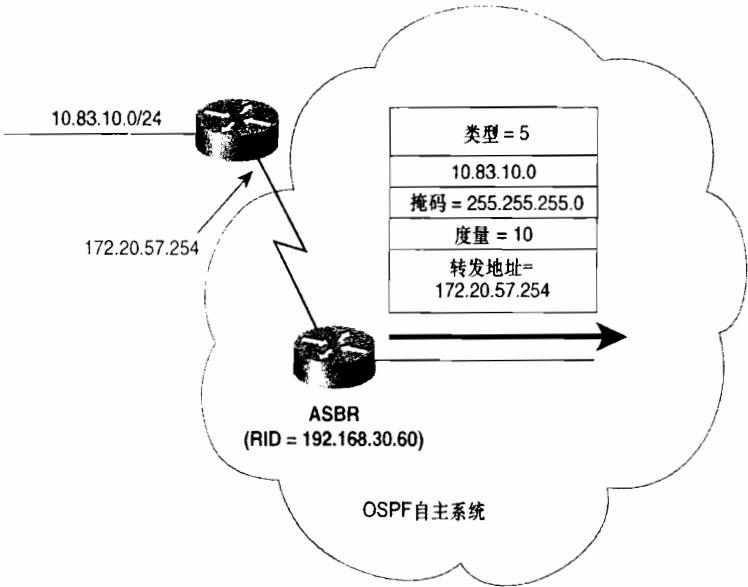 10.83.10.0/24
172.20.57.254
类型 = 5
10.83.10.0
掩码 = 255.255.255.0
度量 = 10
转发地址=
172.20.57.254
ASBR
(RID = 192.168.30.60)
OSPF自主系统